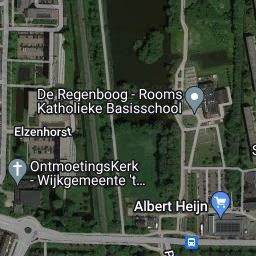 De Regenboog - Rooms
Katholieke Basisschool
Elzenhorst
OntmoetingsKerk
- Wijkgemeente 't...
Albert Heijn